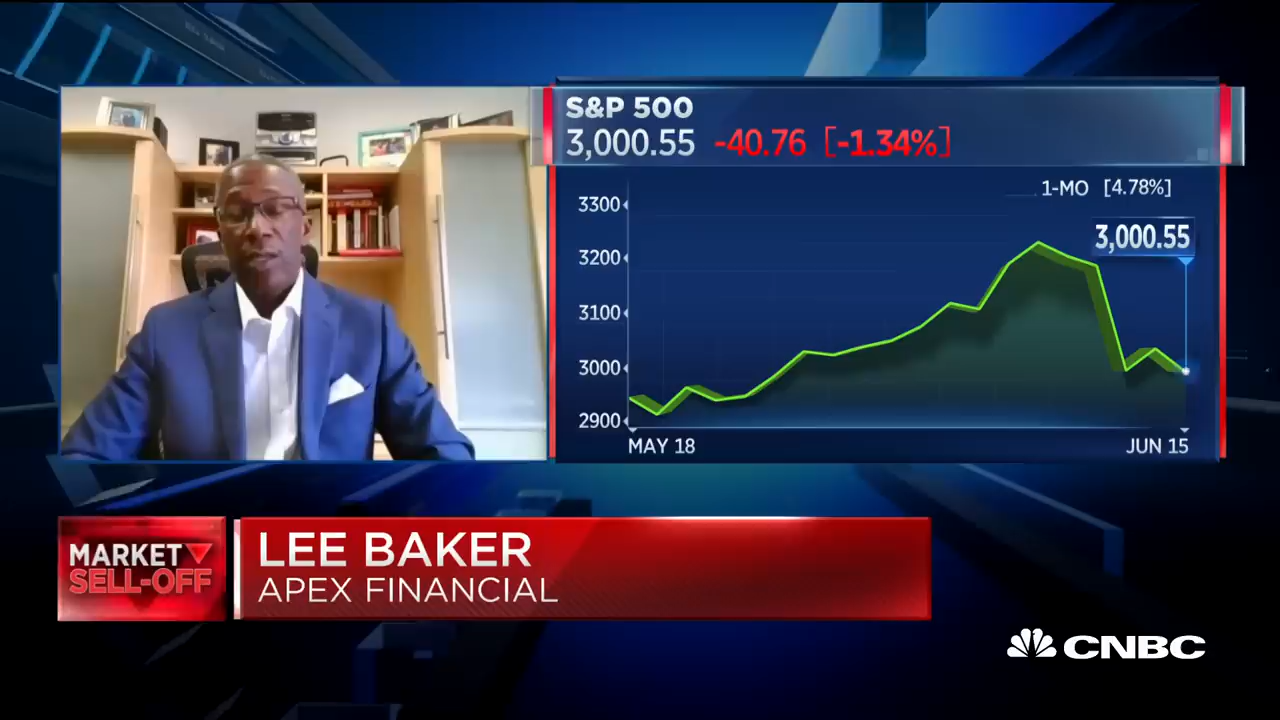 S&P 500
3,000.55 -40.76 [-1.34%]
1-MO [4.78%]
3,000.55
3300
3200
3100
3000
2900
MAY 18 JUN 15
MARKET
SELL-OFF
LEE BAKER
APEX FINANCIAL
CNBC